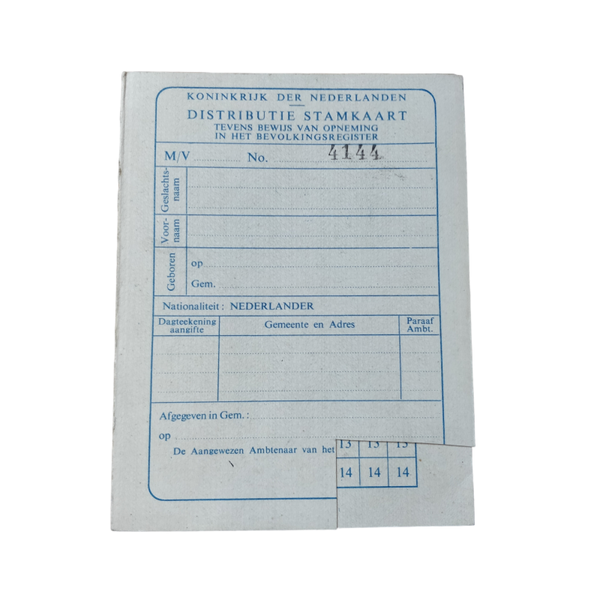 KONINKRIJK DER NEDERLANDEN
DISTRIBUTIE STAMKAART
TEVENS BEWIJS VAN OPNEMING
IN HET BEVOLKINGSREGISTER
M/V No. 4144
Geslachts-
naam
Voor-
naam
Geboren
op
Gem.
Nationaliteit : NEDERLANDER
Dagteekening
aangifte
Gemeente en Adres
Paraaf
Ambt.
Afgegeven in Gem. :
op
De Aangewezen Ambtenaar van het
13 13 13
14 14 14